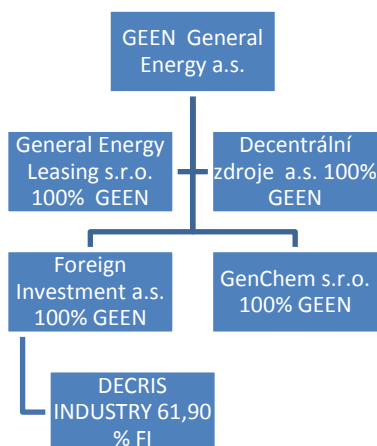 GEEN General
Energy a.s.
General Energy
Leasing s.r.o.
100% GEEN
Decentrální
zdroje a.s. 100%
GEEN
Foreign
Investment a.s.
100% GEEN
GenChem s.r.o.
100% GEEN
DECRIS
INDUSTRY 61,90
% FI